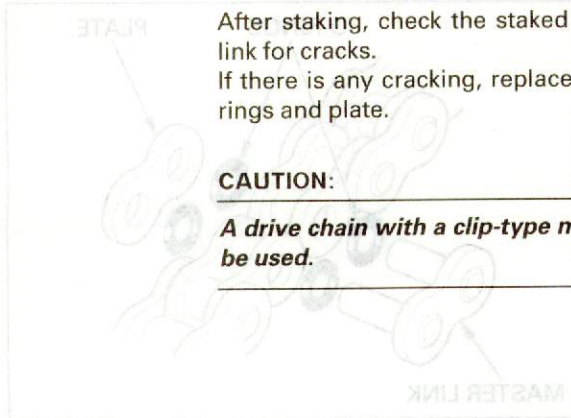 After staking, check the staked
link for cracks.
If there is any cracking, replace
rings and plate.
CAUTION:
A drive chain with a clip-type
be used.
PLATE
MASTER LINK